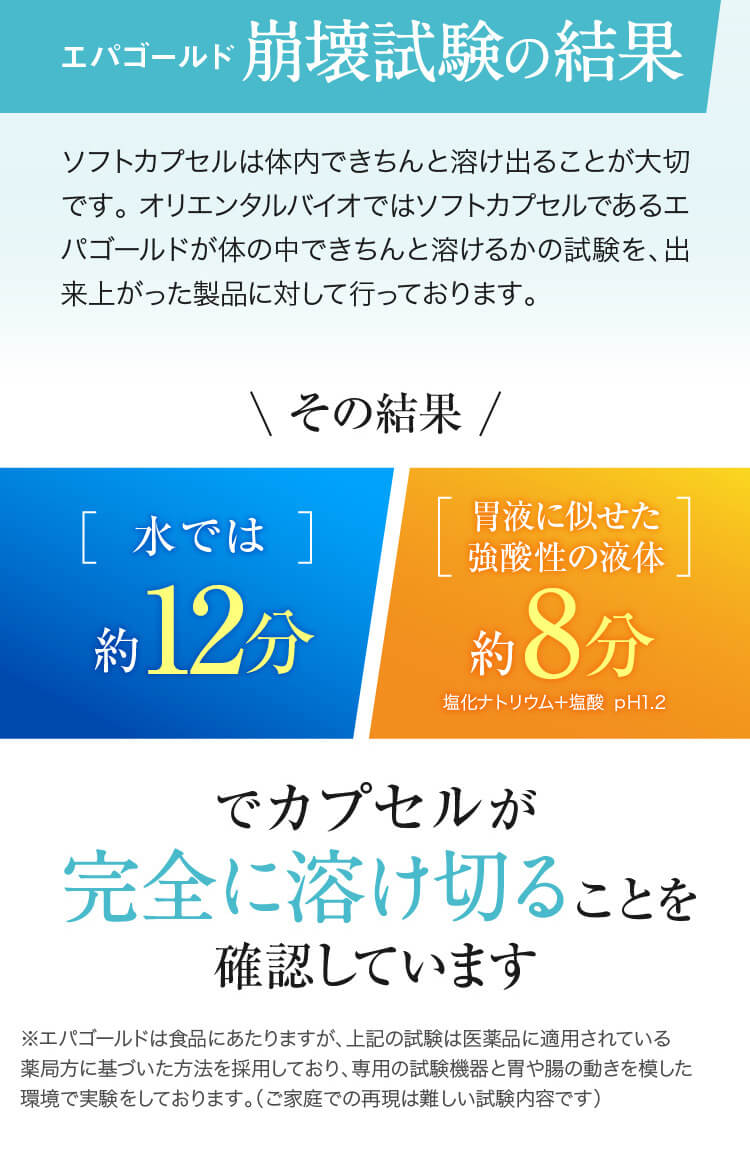 エパゴールド 崩壊試験の結果
ソフトカプセルは体内できちんと溶け出ることが大切
です。オリエンタルバイオではソフトカプセルであるエ
パゴールドが体の中できちんと溶けるかの試験を、出
来上がった製品に対して行っております。
\ その結果 /
[ 水では ]
約12分
[ 胃液に似せた
強酸性の液体 ]
約8分
塩化ナトリウム+塩酸 pH1.2
でカプセルが
完全に溶け切ることを
確認しています
※エパゴールドは食品にあたりますが、上記の試験は医薬品に適用されている
薬局方に基づいた方法を採用しており、専用の試験機器と胃や腸の動きを模した
環境で実験をしております。(ご家庭での再現は難しい試験内容です)